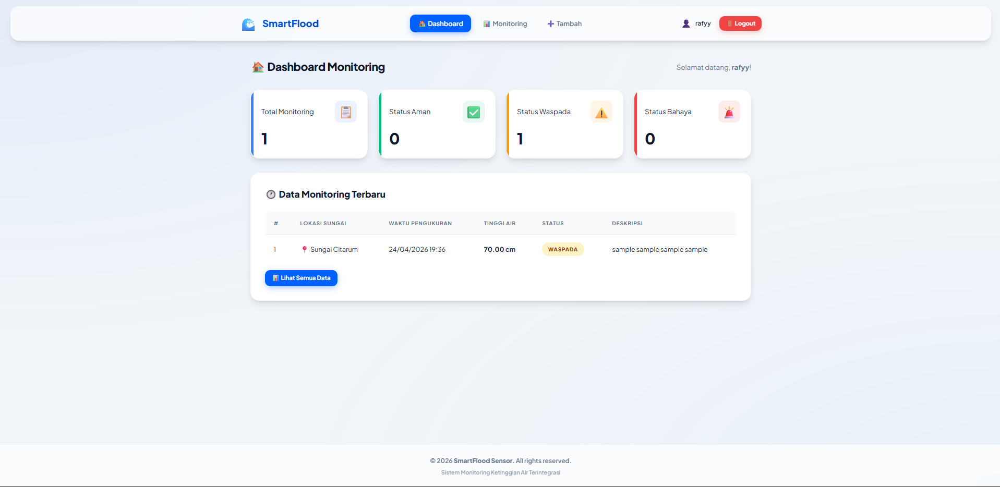 SmartFlood
Dashboard
Monitoring
Tambah
rafyy
Logout
Dashboard Monitoring
Selamat datang, rafyy!
Total Monitoring
1
Status Aman
0
Status Waspada
1
Status Bahaya
0
Data Monitoring Terbaru
# LOKASI SUNGAI WAKTU PENGUKURAN TINGGI AIR STATUS DESKRIPSI
1 Sungai Citarum 24/04/2026 19:36 70.00 cm WASPADA sample sample sample sample
Lihat Semua Data
© 2026 SmartFlood Sensor. All rights reserved.
Sistem Monitoring Ketinggian Air Terintegrasi